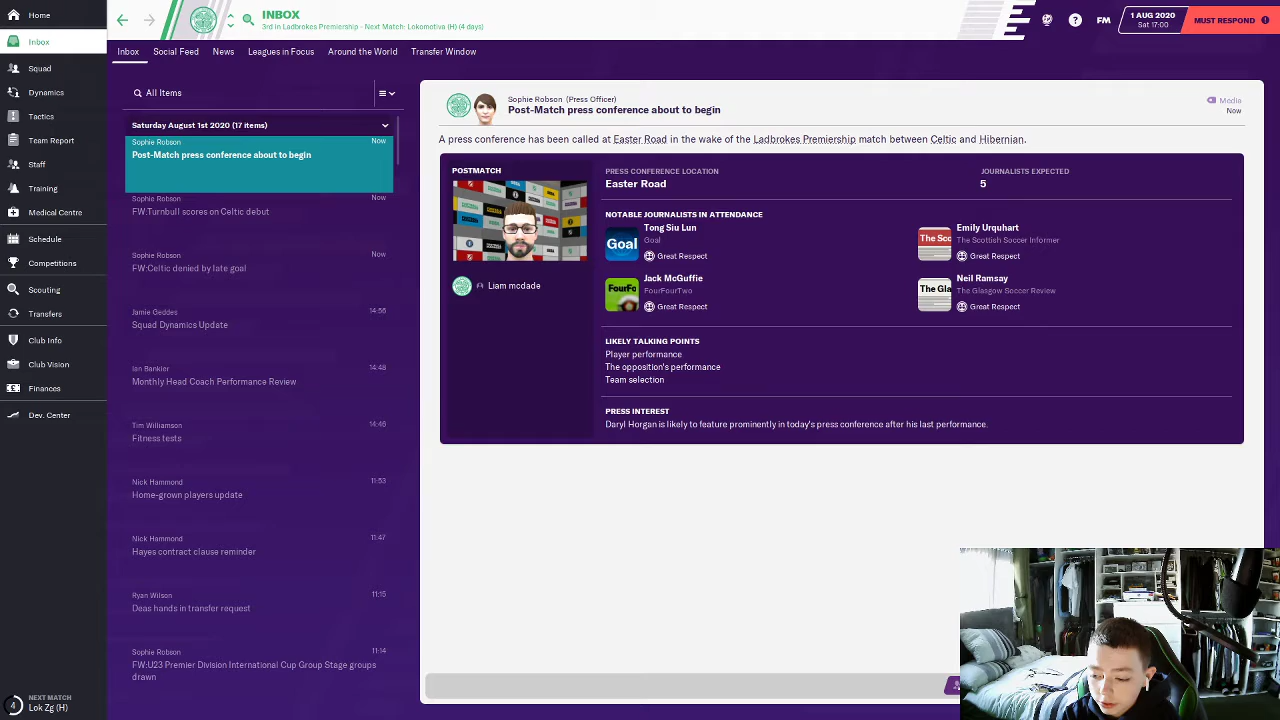 INBOX
3rd in Ladbrokes Premiership - Next Match: Lokomotiva (H) (4 days)
?
FM
1 AUG 2020
Sat 17:00
MUST RESPOND
Inbox
Squad
Dynamics
Tactics
Team Report
Staff
Training
Medical Centre
Schedule
Competitions
Scouting
Transfers
Club Info
Club Vision
Finances
Dev. Center
NEXT MATCH
Lok Zg (H)
Inbox
Social Feed
News
Leagues in Focus
Around the World
Transfer Window
All Items
Saturday August 1st 2020 (17 items)
Sophie Robson
Now
Post-Match press conference about to begin
Sophie Robson
Now
FW:Turnbull scores on Celtic debut
Sophie Robson
Now
FW:Celtic denied by late goal
Jamie Geddes
14:56
Squad Dynamics Update
Ian Bankier
14:48
Monthly Head Coach Performance Review
Tim Williamson
14:46
Fitness tests
Nick Hammond
11:53
Home-grown players update
Nick Hammond
11:47
Hayes contract clause reminder
Ryan Wilson
11:15
Deas hands in transfer request
Sophie Robson
11:14
FW:U23 Premier Division International Cup Group Stage groups
drawn
Sophie Robson (Press Officer)
Post-Match press conference about to begin
Media
Now
A press conference has been called at Easter Road in the wake of the Ladbrokes Premiership match between Celtic and Hibernian.
POSTMATCH
Liam mcdade
PRESS CONFERENCE LOCATION
Easter Road
JOURNALISTS EXPECTED
5
NOTABLE JOURNALISTS IN ATTENDANCE
Goal
Tong Siu Lun
Goal
Great Respect
The Sco
Emily Urquhart
The Scottish Soccer Informer
Great Respect
FourFo
Jack McGuffie
FourFourTwo
Great Respect
The Gla
Neil Ramsay
The Glasgow Soccer Review
Great Respect
LIKELY TALKING POINTS
Player performance
The opposition's performance
Team selection
PRESS INTEREST
Daryl Horgan is likely to feature prominently in today's press conference after his last performance.